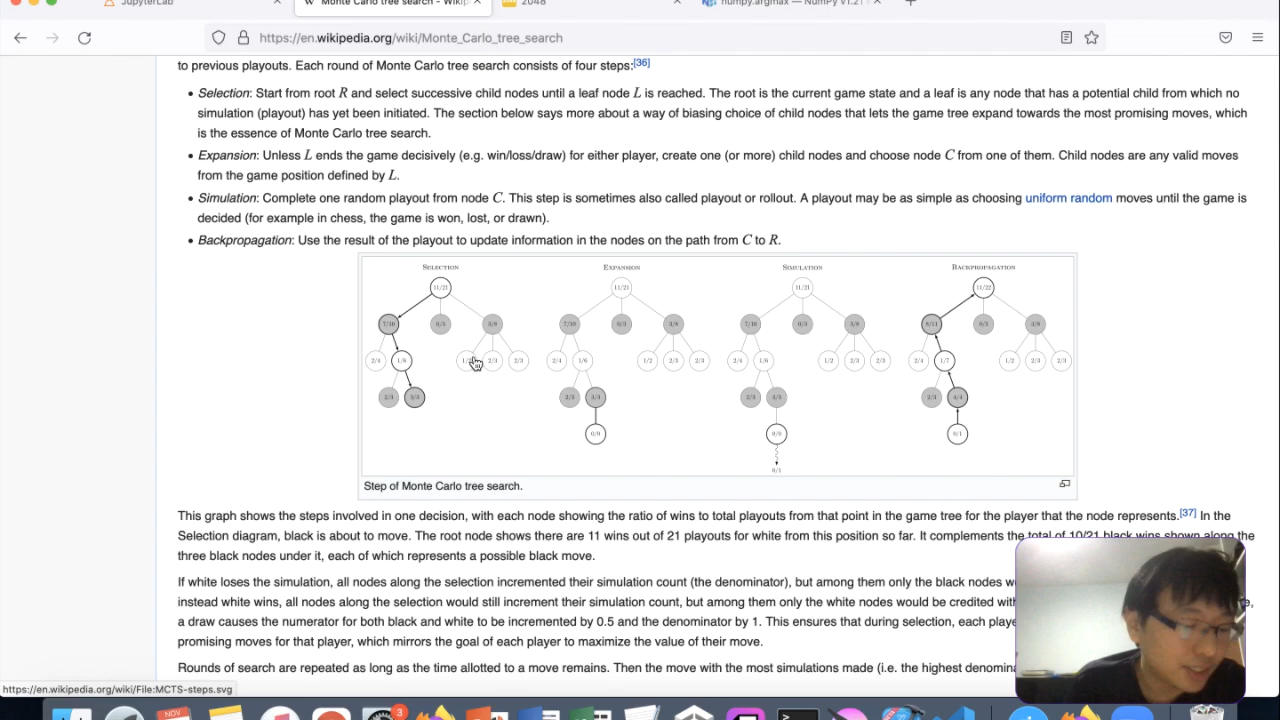 JupyterLab
Monte Carlo tree search - Wikip
2048
numpy.argmax — NumPy v1.21
https://en.wikipedia.org/wiki/Monte_Carlo_tree_search
to previous playouts. Each round of Monte Carlo tree search consists of four steps:[36]
Selection: Start from root R and select successive child nodes until a leaf node L is reached. The root is the current game state and a leaf is any node that has a potential child from which no
simulation (playout) has yet been initiated. The section below says more about a way of biasing choice of child nodes that lets the game tree expand towards the most promising moves, which
is the essence of Monte Carlo tree search.
Expansion: Unless L ends the game decisively (e.g. win/loss/draw) for either player, create one (or more) child nodes and choose node C from one of them. Child nodes are any valid moves
from the game position defined by L.
Simulation: Complete one random playout from node C. This step is sometimes also called playout or rollout. A playout may be as simple as choosing uniform random moves until the game is
decided (for example in chess, the game is won, lost, or drawn).
Backpropagation: Use the result of the playout to update information in the nodes on the path from C to R.
SELECTION EXPANSION SIMULATION BACKPROPAGATION
11/21 11/21 11/21 11/22
7/10 0/3 3/8 7/10 0/3 3/8 7/10 0/3 3/8 8/11 0/3 3/8
2/4 1/6 2/3 2/3 2/4 1/6 1/2 2/3 2/3 2/4 1/6 1/2 2/3 2/3 2/4 1/7 1/2 2/3 2/3
2/3 3/3 2/3 3/3 2/3 3/3 2/3 4/4
0/0 0/0 0/1
0/1
Step of Monte Carlo tree search.
This graph shows the steps involved in one decision, with each node showing the ratio of wins to total playouts from that point in the game tree for the player that the node represents.[37] In the
Selection diagram, black is about to move. The root node shows there are 11 wins out of 21 playouts for white from this position so far. It complements the total of 10/21 black wins shown along the
three black nodes under it, each of which represents a possible black move.
If white loses the simulation, all nodes along the selection incremented their simulation count (the denominator), but among them only the black nodes w
instead white wins, all nodes along the selection would still increment their simulation count, but among them only the white nodes would be credited with
a draw causes the numerator for both black and white to be incremented by 0.5 and the denominator by 1. This ensures that during selection, each playe
promising moves for that player, which mirrors the goal of each player to maximize the value of their move.
Rounds of search are repeated as long as the time allotted to a move remains. Then the move with the most simulations made (i.e. the highest denomina
https://en.wikipedia.org/wiki/File:MCTS-steps.svg
NOV
3